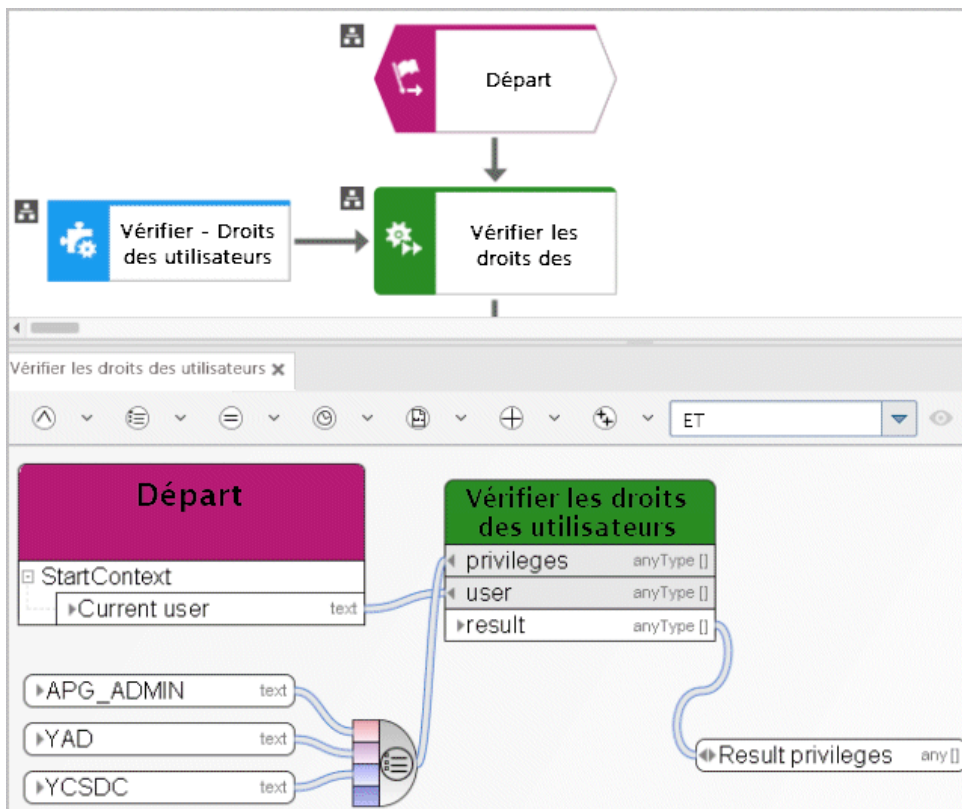 Départ
Vérifier - Droits
des utilisateurs
Vérifier les
droits des
Vérifier les droits des utilisateurs
ET
Départ
StartContext
Current user text
Vérifier les droits
des utilisateurs
privileges anyType []
user anyType []
result anyType []
APG_ADMIN text
YAD text
YCSDC text
Result privileges any []